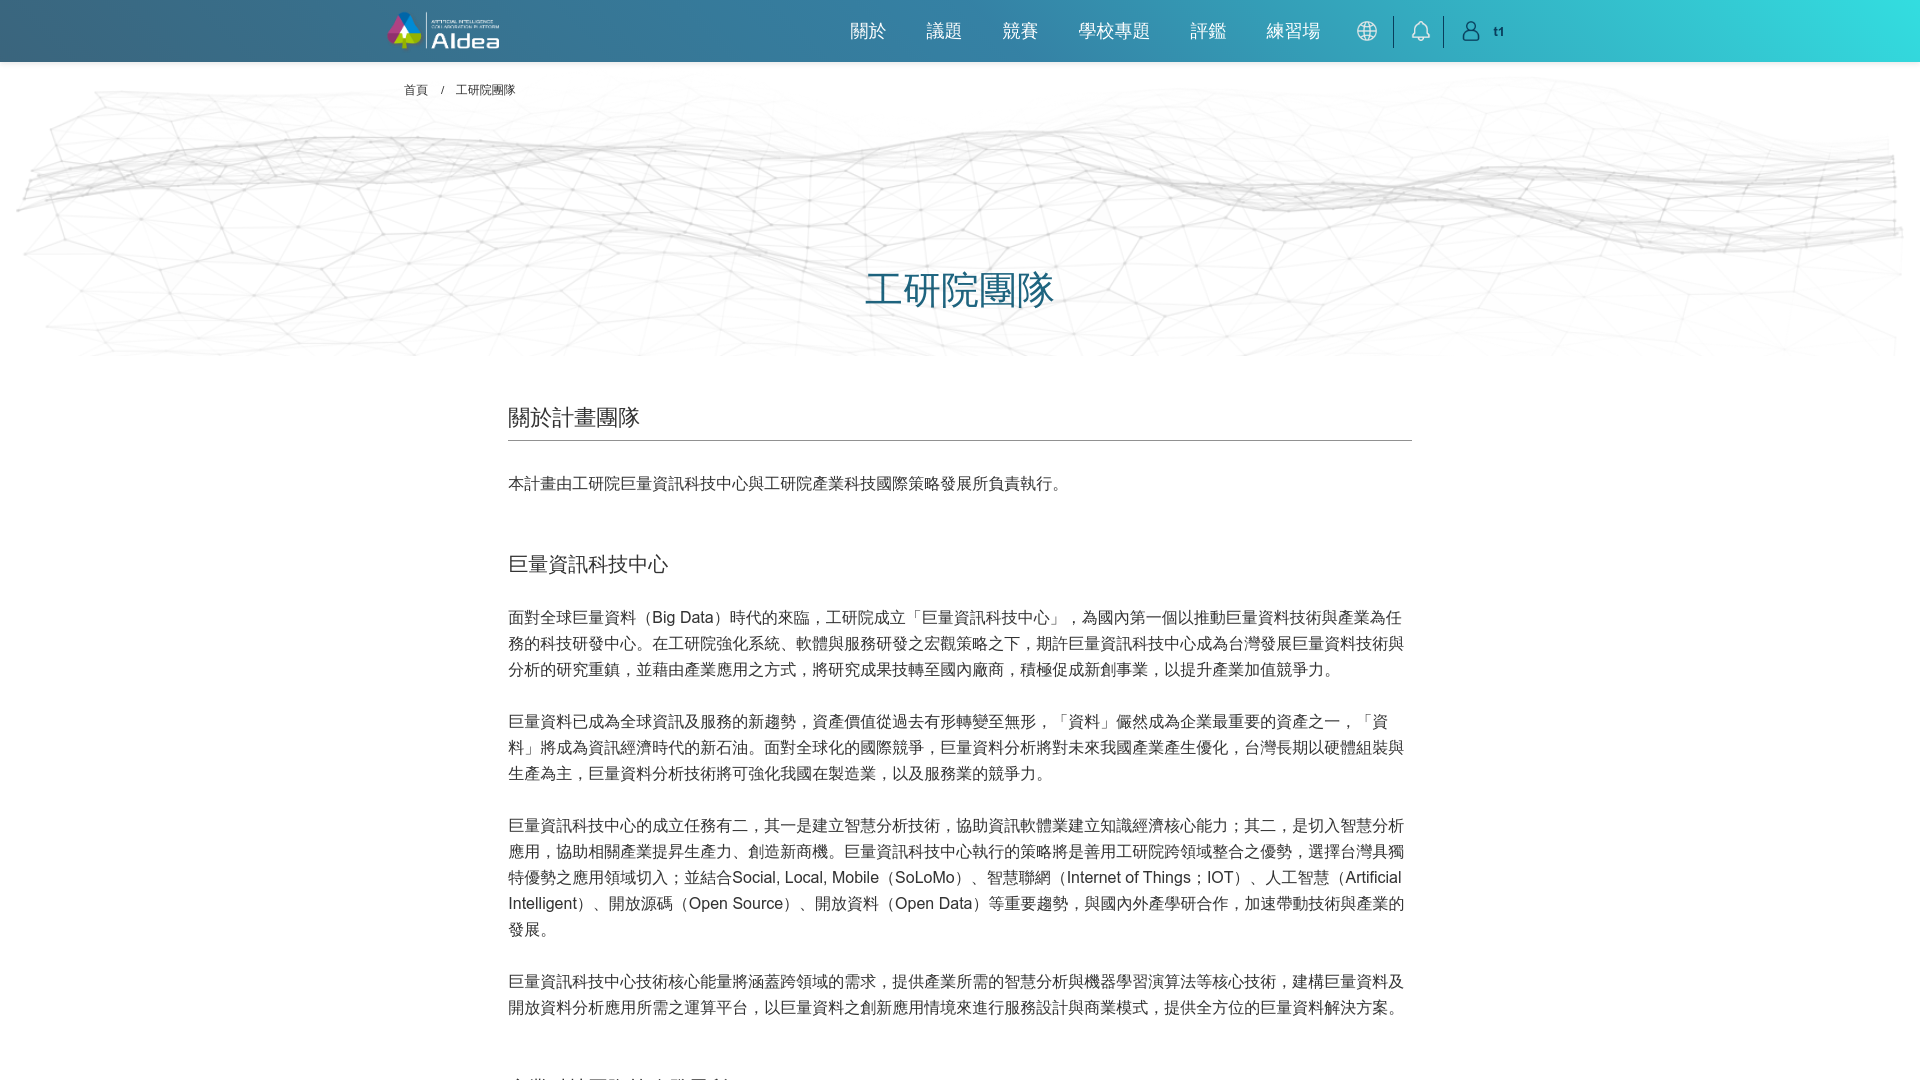 ARTIFICIAL INTELLIGENCE
COLLABORATION PLATFORM
AIdea
關於
議題
競賽
學校專題
評鑑
練習場
t1
首頁 / 工研院團隊
工研院團隊
關於計畫團隊
本計畫由工研院巨量資訊科技中心與工研院產業科技國際策略發展所負責執行。
巨量資訊科技中心
面對全球巨量資料（Big Data）時代的來臨，工研院成立「巨量資訊科技中心」，為國內第一個以推動巨量資料技術與產業為任
務的科技研發中心。在工研院強化系統、軟體與服務研發之宏觀策略之下，期許巨量資訊科技中心成為台灣發展巨量資料技術與
分析的研究重鎮，並藉由產業應用之方式，將研究成果技轉至國內廠商，積極促成新創事業，以提升產業加值競爭力。
巨量資料已成為全球資訊及服務的新趨勢，資產價值從過去有形轉變至無形，「資料」儼然成為企業最重要的資產之一，「資
料」將成為資訊經濟時代的新石油。面對全球化的國際競爭，巨量資料分析將對未來我國產業產生優化，台灣長期以硬體組裝與
生產為主，巨量資料分析技術將可強化我國在製造業，以及服務業的競爭力。
巨量資訊科技中心的成立任務有二，其一是建立智慧分析技術，協助資訊軟體業建立知識經濟核心能力；其二，是切入智慧分析
應用，協助相關產業提昇生產力、創造新商機。巨量資訊科技中心執行的策略將是善用工研院跨領域整合之優勢，選擇台灣具獨
特優勢之應用領域切入；並結合Social, Local, Mobile（SoLoMo）、智慧聯網（Internet of Things；IOT）、人工智慧（Artificial
Intelligent）、開放源碼（Open Source）、開放資料（Open Data）等重要趨勢，與國內外產學研合作，加速帶動技術與產業的
發展。
巨量資訊科技中心技術核心能量將涵蓋跨領域的需求，提供產業所需的智慧分析與機器學習演算法等核心技術，建構巨量資料及
開放資料分析應用所需之運算平台，以巨量資料之創新應用情境來進行服務設計與商業模式，提供全方位的巨量資料解決方案。